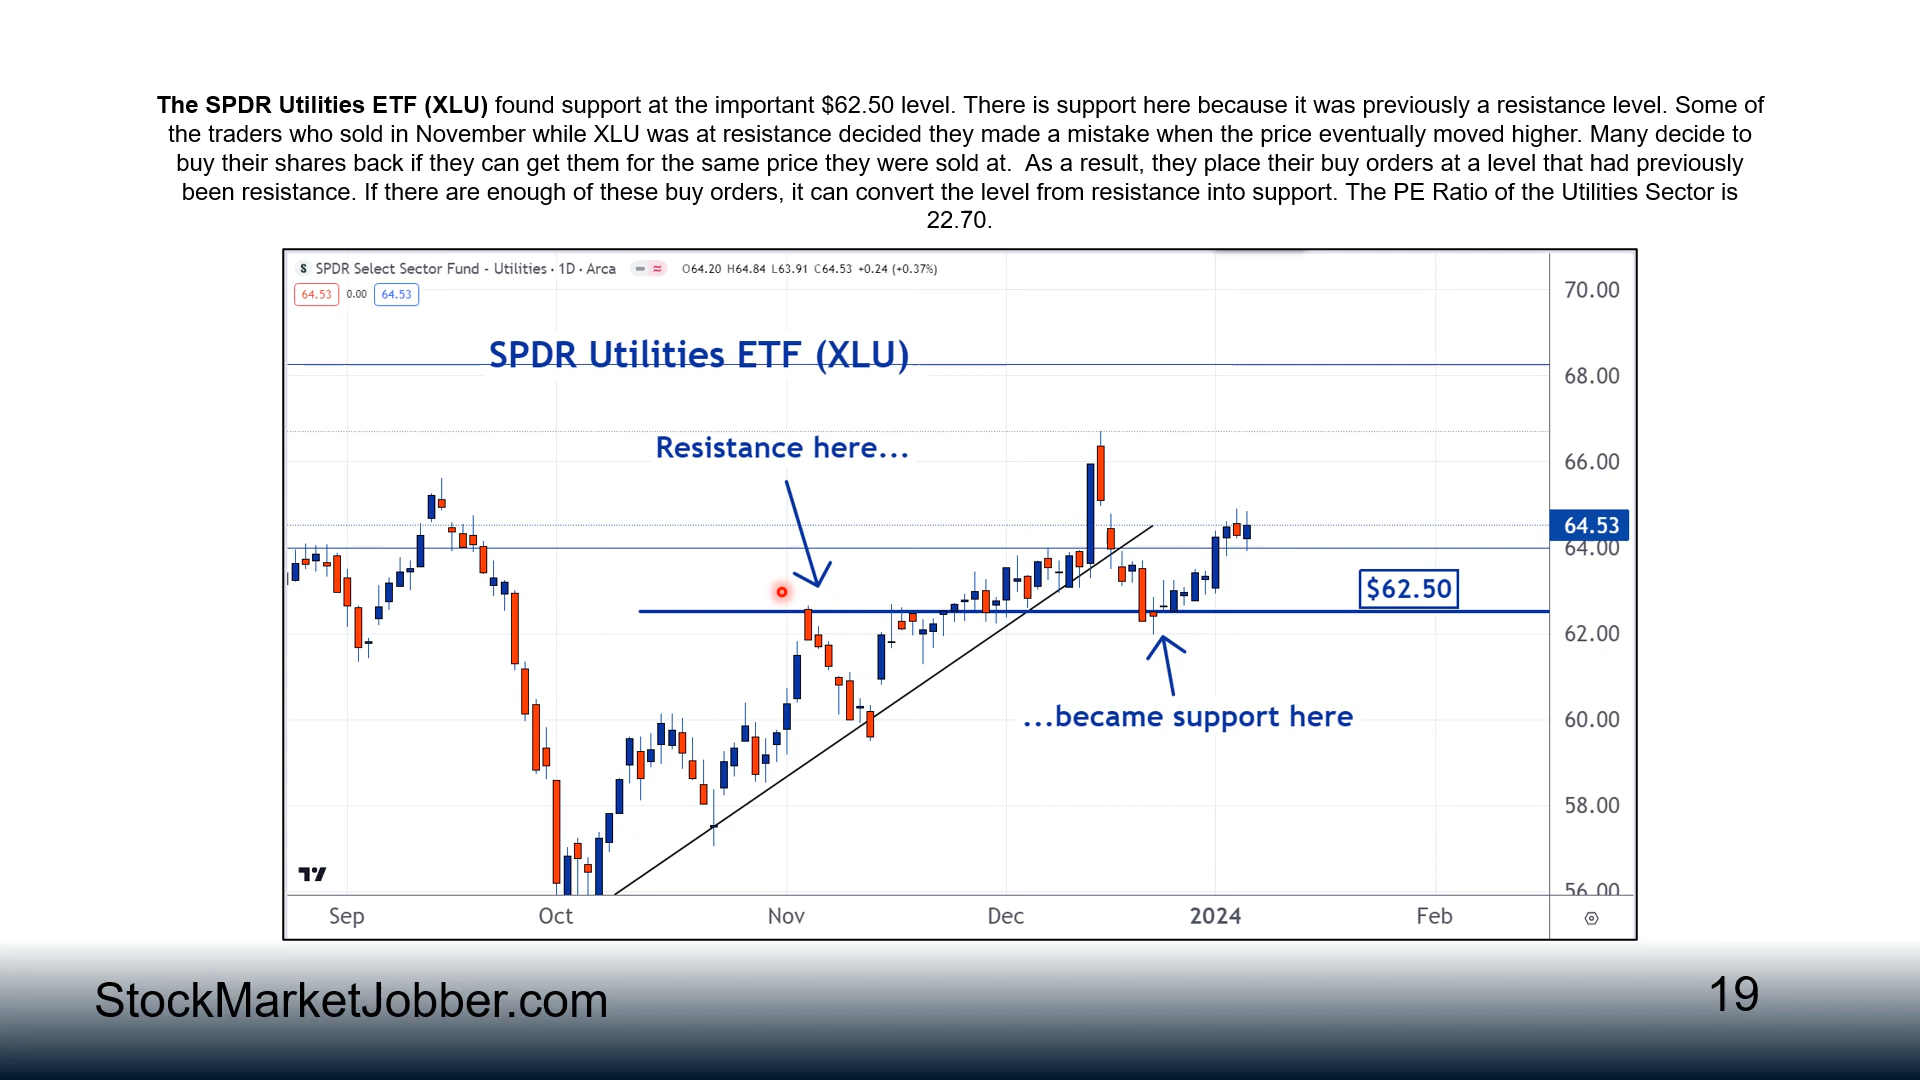 The SPDR Utilities ETF (XLU) found support at the important $62.50 level. There is support here because it was previously a resistance level. Some of
the traders who sold in November while XLU was at resistance decided they made a mistake when the price eventually moved higher. Many decide to
buy their shares back if they can get them for the same price they were sold at.  As a result, they place their buy orders at a level that had previously
been resistance. If there are enough of these buy orders, it can convert the level from resistance into support. The PE Ratio of the Utilities Sector is
22.70.
S SPDR Select Sector Fund - Utilities · 1D · Arca O64.20 H64.84 L63.91 C64.53 +0.24 (+0.37%)
64.53 0.00 64.53
70.00
SPDR Utilities ETF (XLU)
68.00
Resistance here...
66.00
64.53
64.00
$62.50
62.00
...became support here
60.00
58.00
56.00
Sep Oct Nov Dec 2024 Feb
StockMarketJobber.com
19